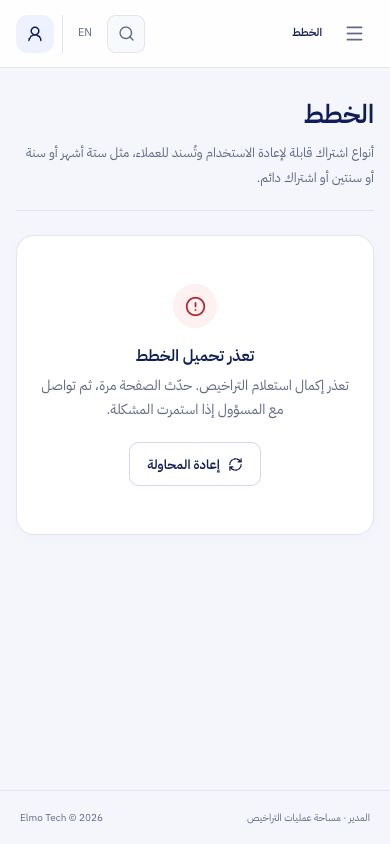 الخطط
EN
الخطط
أنواع اشتراك قابلة لإعادة الاستخدام وتُسند للعملاء، مثل ستة أشهر أو سنة
أو سنتين أو اشتراك دائم.
تعذر تحميل الخطط
تعذر إكمال استعلام التراخيص. حدّث الصفحة مرة، ثم تواصل
مع المسؤول إذا استمرت المشكلة.
إعادة المحاولة
المدير · مساحة عمليات التراخيص
Elmo Tech © 2026